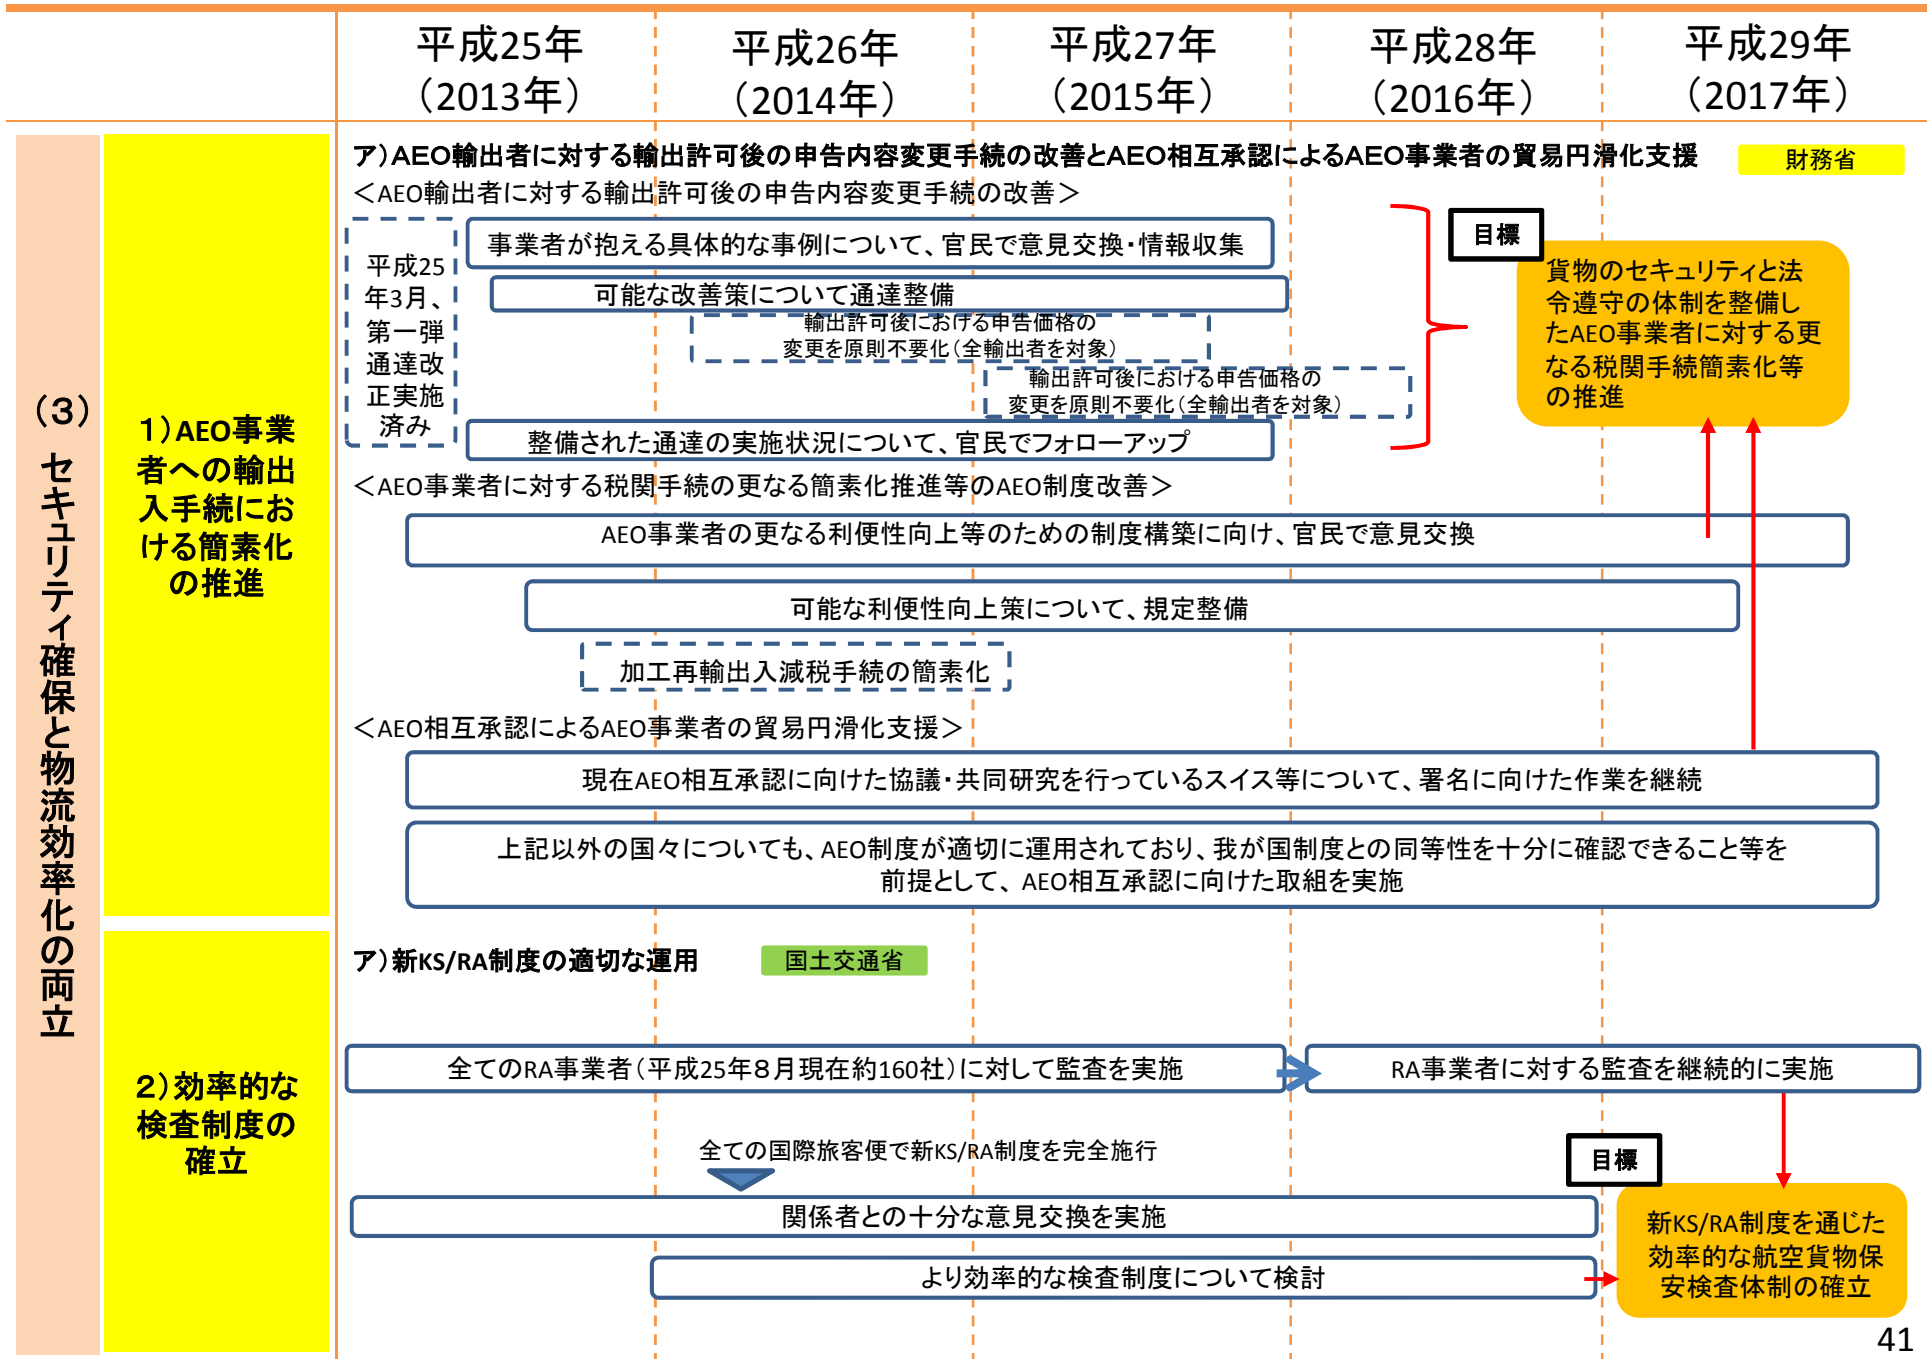 平成25年
（2013年）
平成26年
（2014年）
平成27年
（2015年）
平成28年
（2016年）
平成29年
（2017年）
（3）セキュリティ確保と物流効率化の両立
1）AEO事業
者への輸出
入手続にお
ける簡素化
の推進
ア）AEO輸出者に対する輸出許可後の申告内容変更手続の改善とAEO相互承認によるAEO事業者の貿易円滑化支援
財務省
＜AEO輸出者に対する輸出許可後の申告内容変更手続の改善＞
平成25
年3月、
第一弾
通達改
正実施
済み
事業者が抱える具体的な事例について、官民で意見交換・情報収集
可能な改善策について通達整備
輸出許可後における申告価格の
変更を原則不要化（全輸出者を対象）
輸出許可後における申告価格の
変更を原則不要化（全輸出者を対象）
整備された通達の実施状況について、官民でフォローアップ
目標
貨物のセキュリティと法
令遵守の体制を整備し
たAEO事業者に対する更
なる税関手続簡素化等
の推進
＜AEO事業者に対する税関手続の更なる簡素化推進等のAEO制度改善＞
AEO事業者の更なる利便性向上等のための制度構築に向け、官民で意見交換
可能な利便性向上策について、規定整備
加工再輸出入減税手続の簡素化
＜AEO相互承認によるAEO事業者の貿易円滑化支援＞
現在AEO相互承認に向けた協議・共同研究を行っているスイス等について、署名に向けた作業を継続
上記以外の国々についても、AEO制度が適切に運用されており、我が国制度との同等性を十分に確認できること等を
前提として、AEO相互承認に向けた取組を実施
2）効率的な
検査制度の
確立
ア）新KS/RA制度の適切な運用
国土交通省
全てのRA事業者（平成25年8月現在約160社）に対して監査を実施
RA事業者に対する監査を継続的に実施
全ての国際旅客便で新KS/RA制度を完全施行
関係者との十分な意見交換を実施
より効率的な検査制度について検討
目標
新KS/RA制度を通じた
効率的な航空貨物保
安検査体制の確立
41